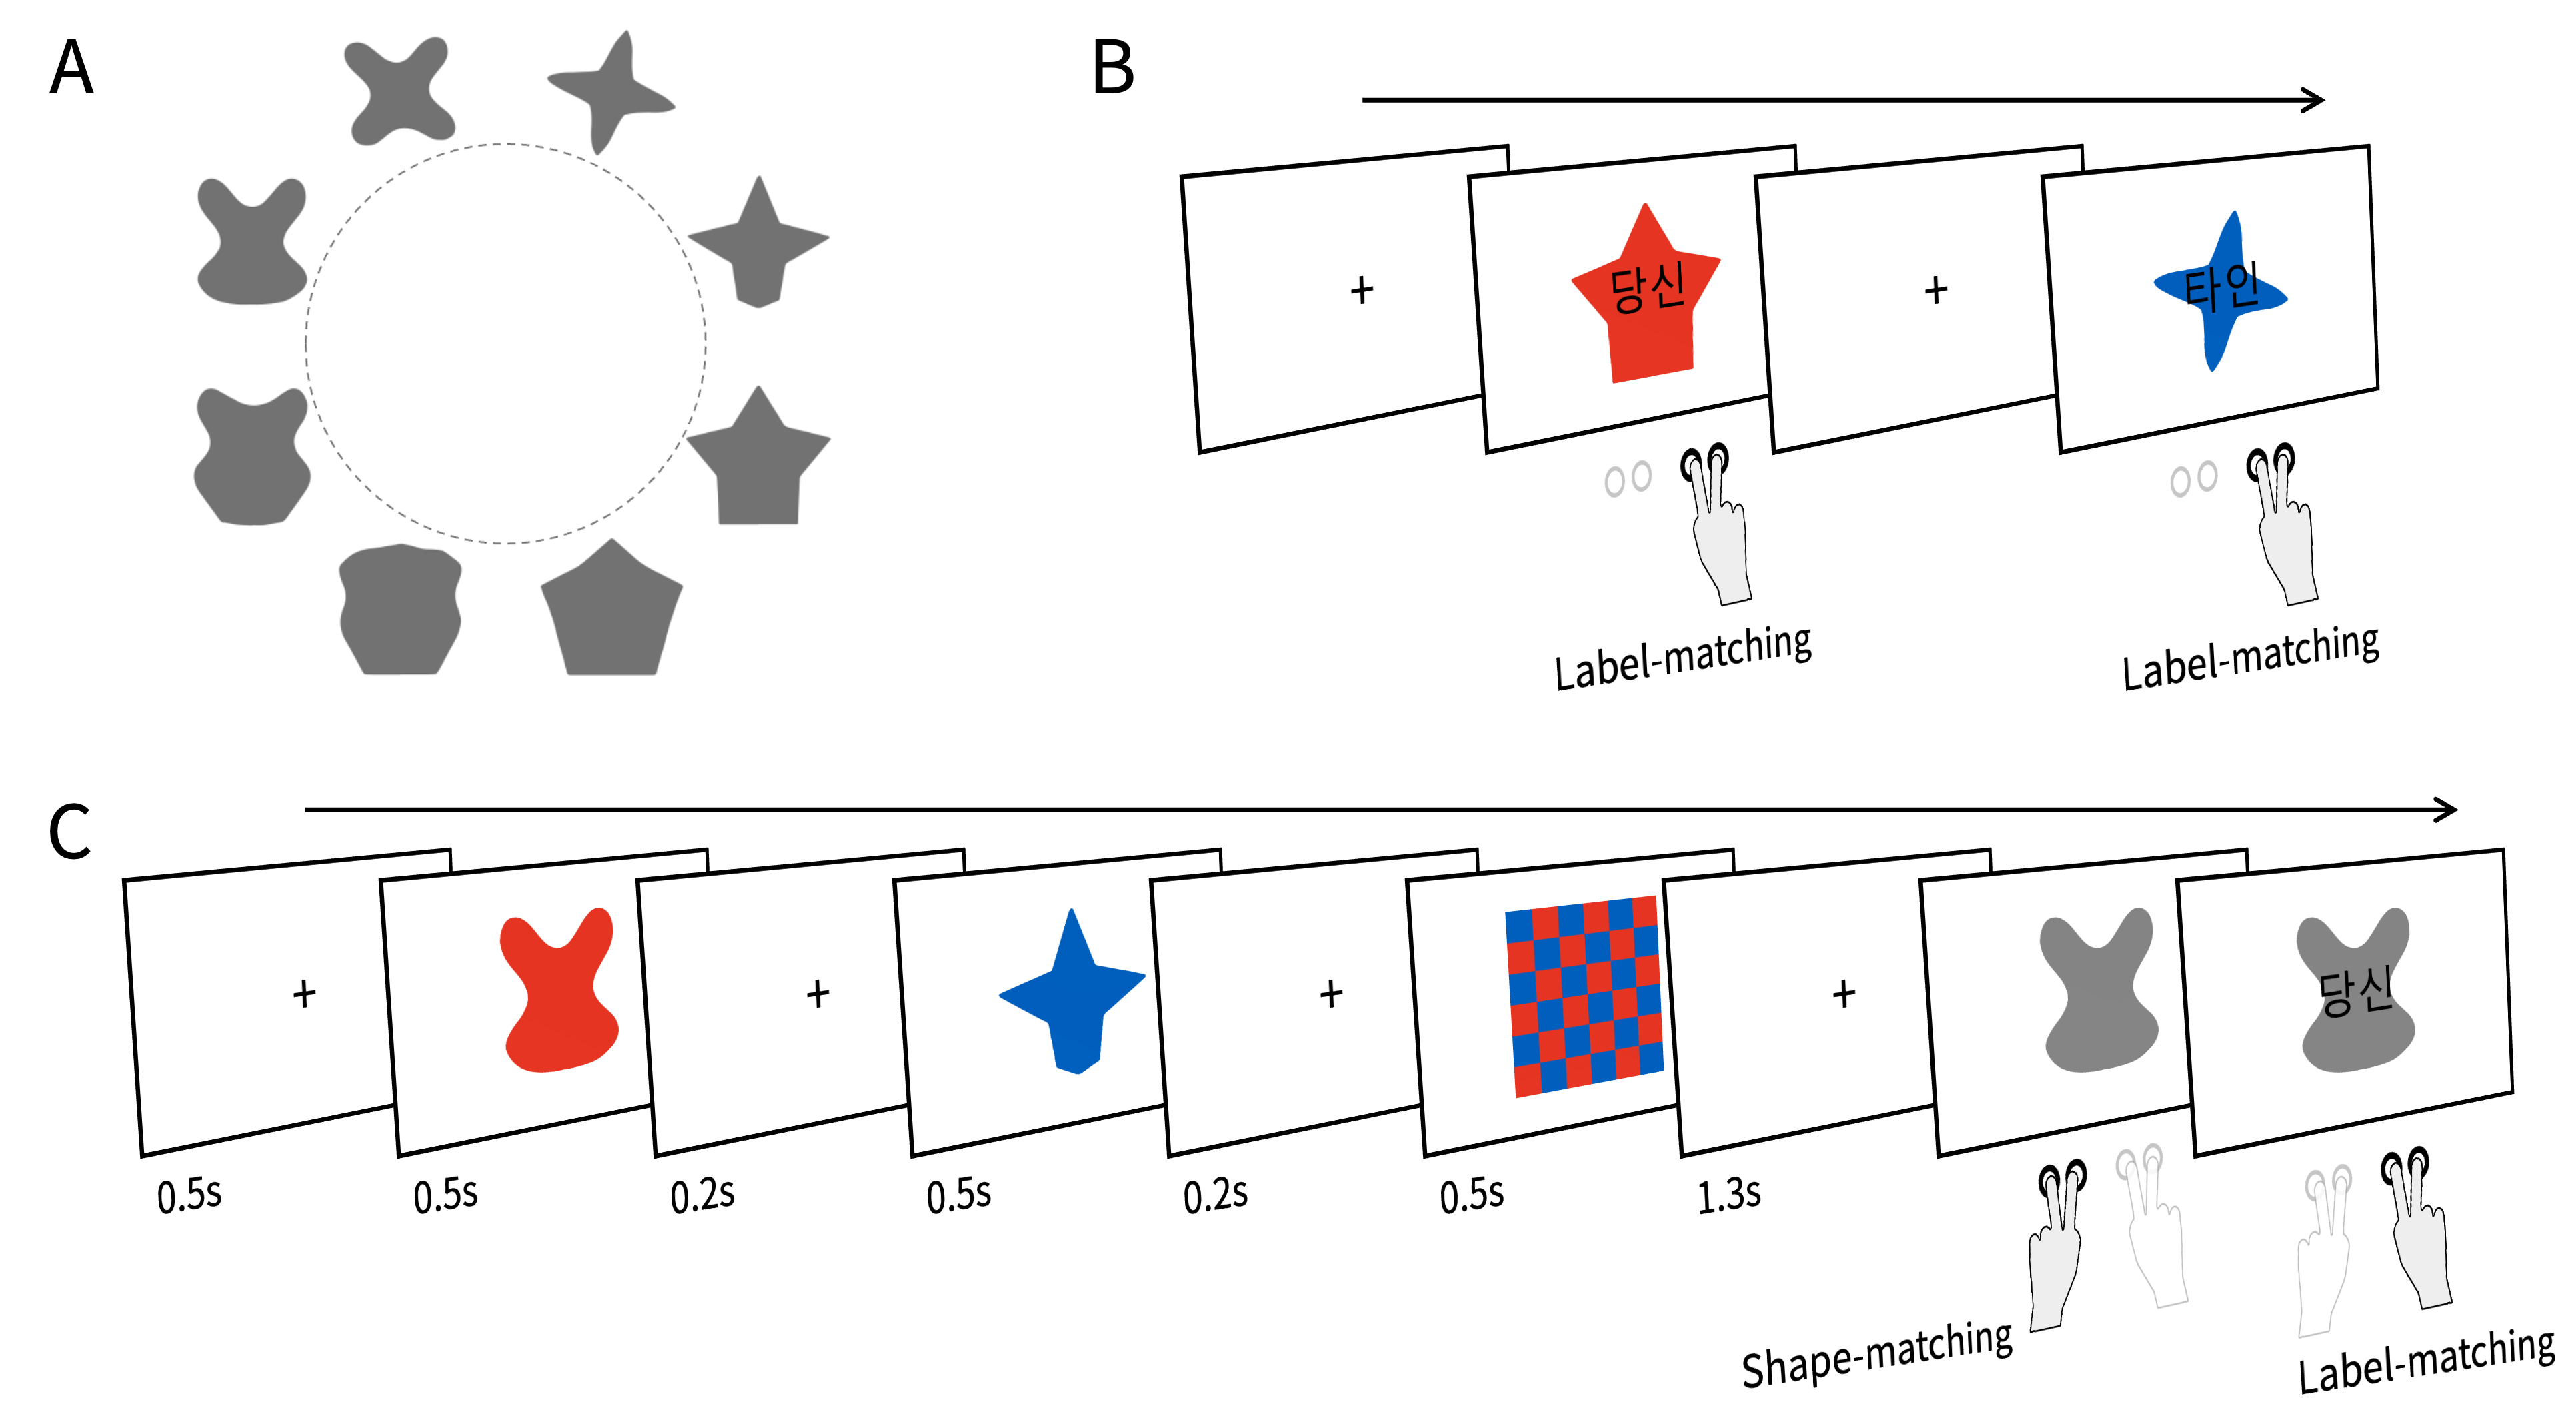 A
B
+
당신
+
타인
Label-matching
Label-matching
C
+
+
+
+
당신
0.5s
0.5s
0.2s
0.5s
0.2s
0.5s
1.3s
Shape-matching
Label-matching